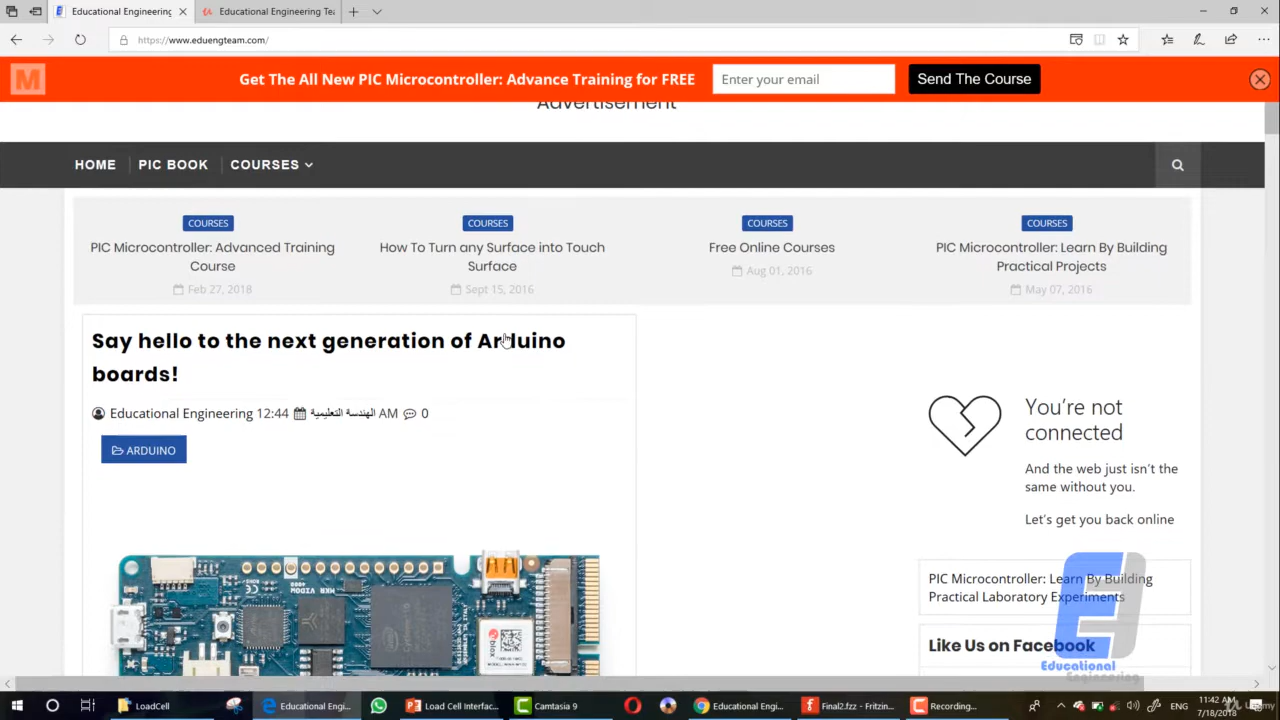 Educational Engineering
Educational Engineering Tea
https://www.eduengteam.com/
M
Get The All New PIC Microcontroller: Advance Training for FREE
Enter your email
Send The Course
Advertisement
HOME
PIC BOOK
COURSES
COURSES
PIC Microcontroller: Advanced Training
Course
Feb 27, 2018
COURSES
How To Turn any Surface into Touch
Surface
Sept 15, 2016
COURSES
Free Online Courses
Aug 01, 2016
COURSES
PIC Microcontroller: Learn By Building
Practical Projects
May 07, 2016
Say hello to the next generation of Arduino
boards!
Educational Engineering 12:44 الهندسة التعليمية AM 0
ARDUINO
You're not
connected
And the web just isn't the
same without you.
Let's get you back online
PIC Microcontroller: Learn By Building
Practical Laboratory Experiments
Like Us on Facebook
Educational
Engineering
LoadCell
Educational Engi...
Load Cell Interfac...
Camtasia 9
Educational Engi...
Final2.fzz - Fritzin...
Recording...
11:42 AM
7/18/2018
Udemy